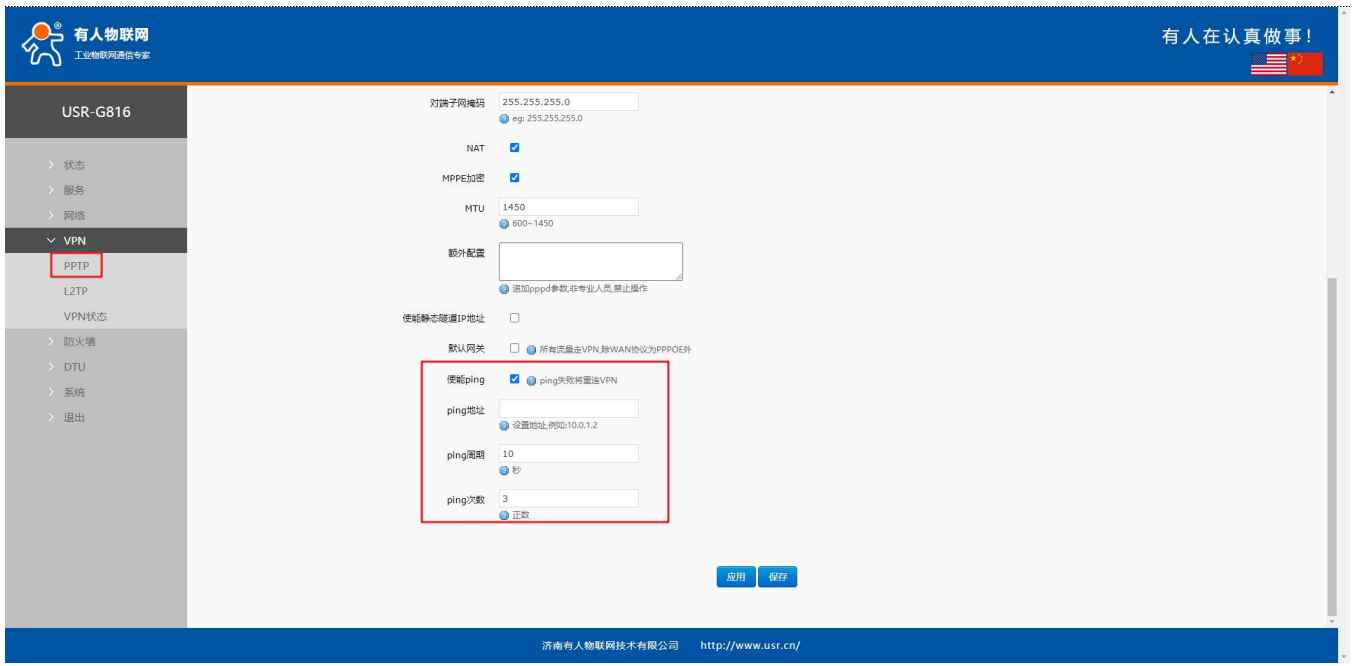 有人物联网
工业物联网通信专家
有人在认真做事!
USR-G816
状态
服务
网络
VPN
PPTP
L2TP
VPN状态
防火墙
DTU
系统
退出
对端子网掩码 255.255.255.0
eg: 255.255.255.0
NAT
MPPE加密
MTU 1450
600~1450
额外配置
追加pppd参数,非专业人员,禁止操作
使能静态隧道IP地址
默认网关 所有流量走VPN,除WAN协议为PPPOE外
使能ping ping失败将重连VPN
ping地址
设置地址,例如:10.0.1.2
ping周期 10
秒
ping次数 3
正数
应用 保存
济南有人物联网技术有限公司 http://www.usr.cn/